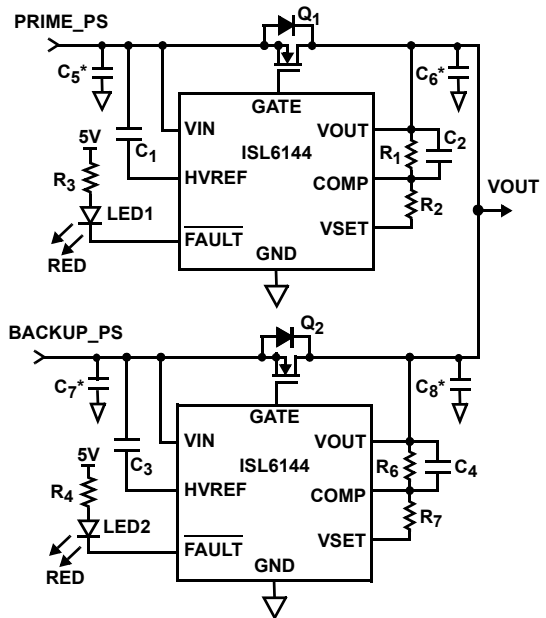 PRIME_PS
Q1
C5*
C6*
GATE
5V
VIN
VOUT
C1
ISL6144
R1
C2
R3
HVREF
COMP
VOUT
LED1
R2
FAULT
VSET
RED
GND
BACKUP_PS
Q2
C7*
C8*
GATE
5V
VIN
VOUT
C3
ISL6144
R6
C4
R4
HVREF
COMP
LED2
R7
FAULT
VSET
RED
GND